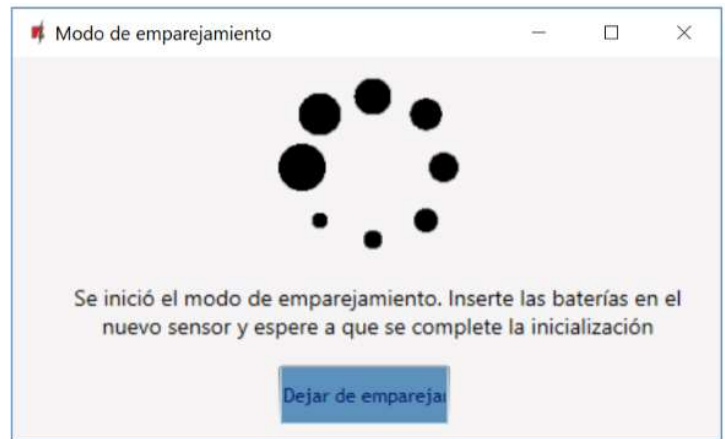 Modo de emparejamiento
Se inició el modo de emparejamiento. Inserte las baterías en el
nuevo sensor y espere a que se complete la inicialización
Dejar de emparejar